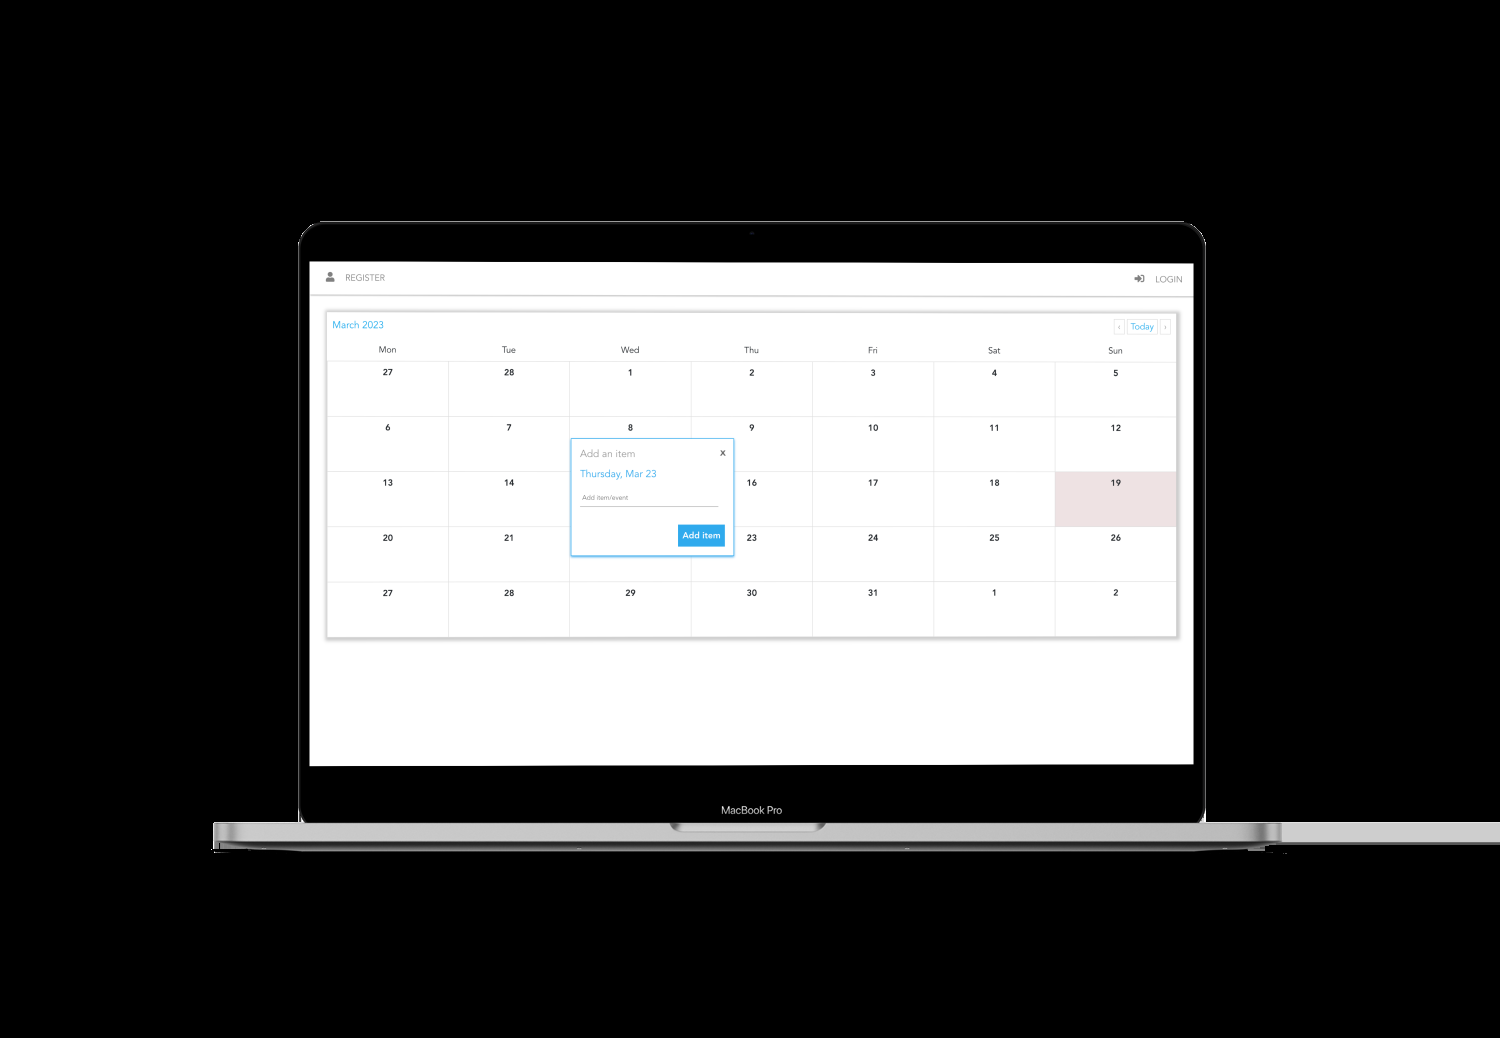 REGISTER
LOGIN
March 2023
‹ Today ›
Mon Tue Wed Thu Fri Sat Sun
27 28 1 2 3 4 5
6 7 8 9 10 11 12
Add an item x
Thursday, Mar 23
13 14 16 17 18 19
Add item/event
Add item
20 21 23 24 25 26
27 28 29 30 31 1 2
MacBook Pro